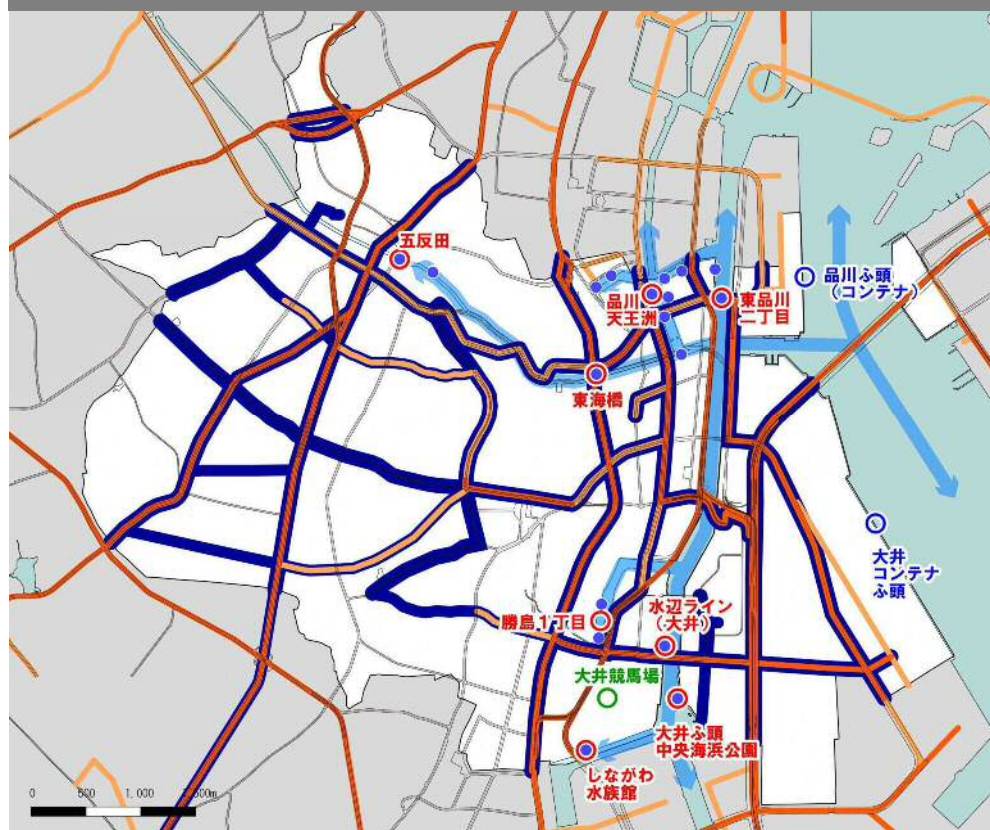 五反田
品川
天王洲
東品川
二丁目
品川ふ頭
(コンテナ)
東海橋
大井
コンテナ
ふ頭
勝島1丁目
水辺ライン
(大井)
大井競馬場
大井ふ頭
中央海浜公園
しながわ
水族館
0 500 1,000